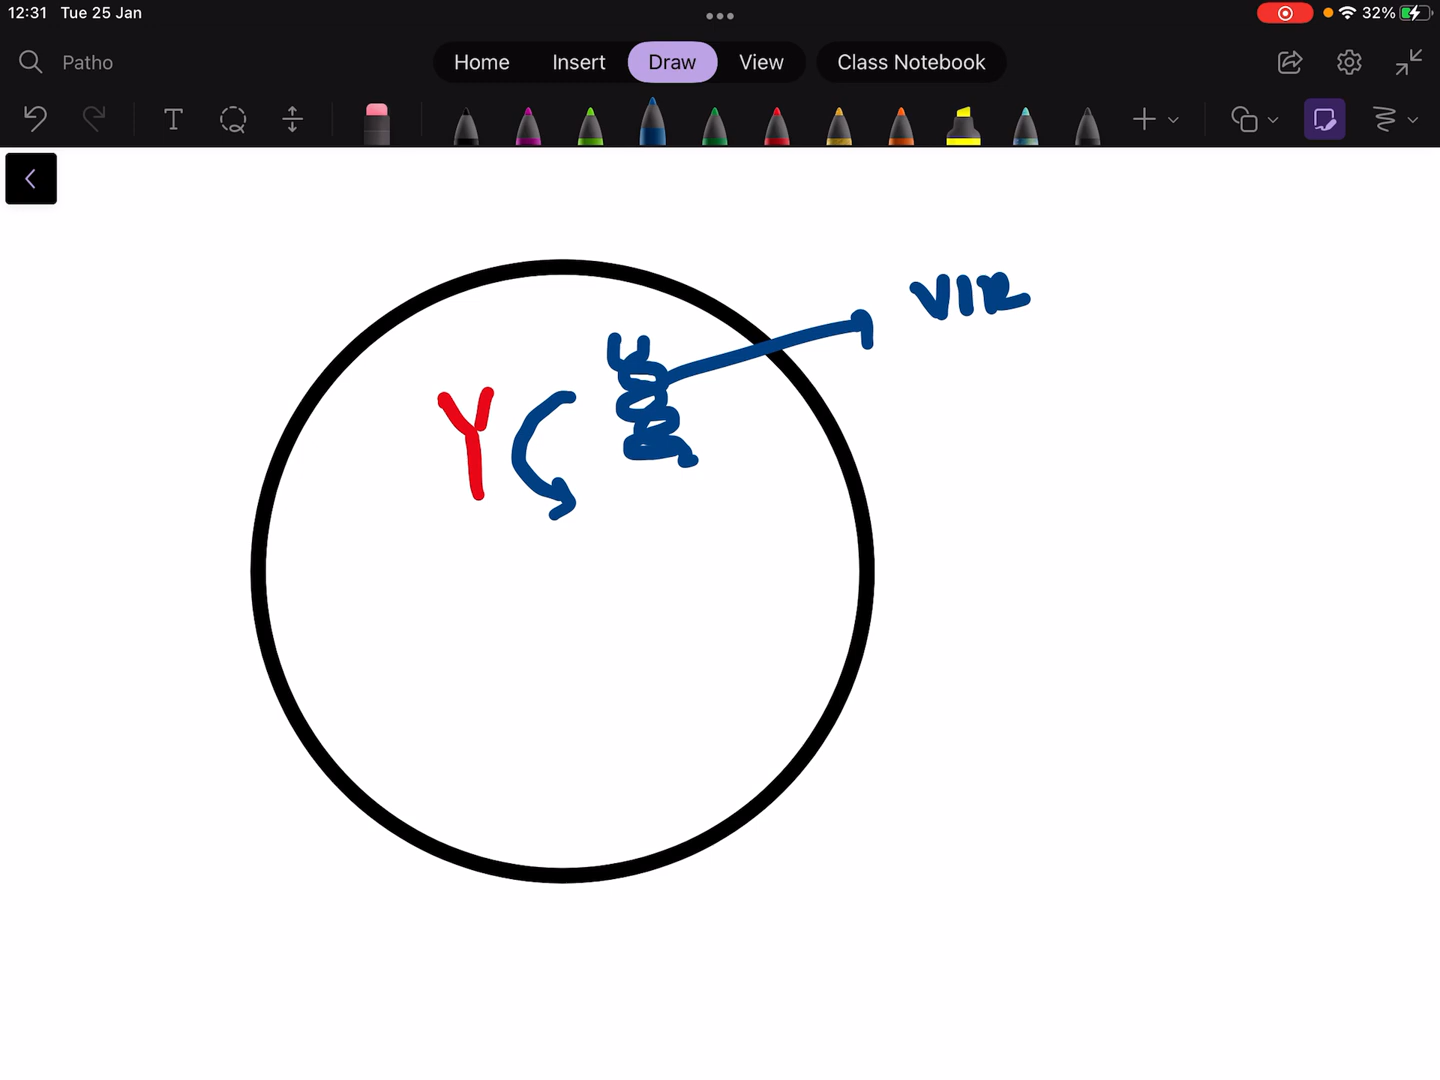 12:31 Tue 25 Jan 32%
Patho Home Insert Draw View Class Notebook
T
VIR
Y